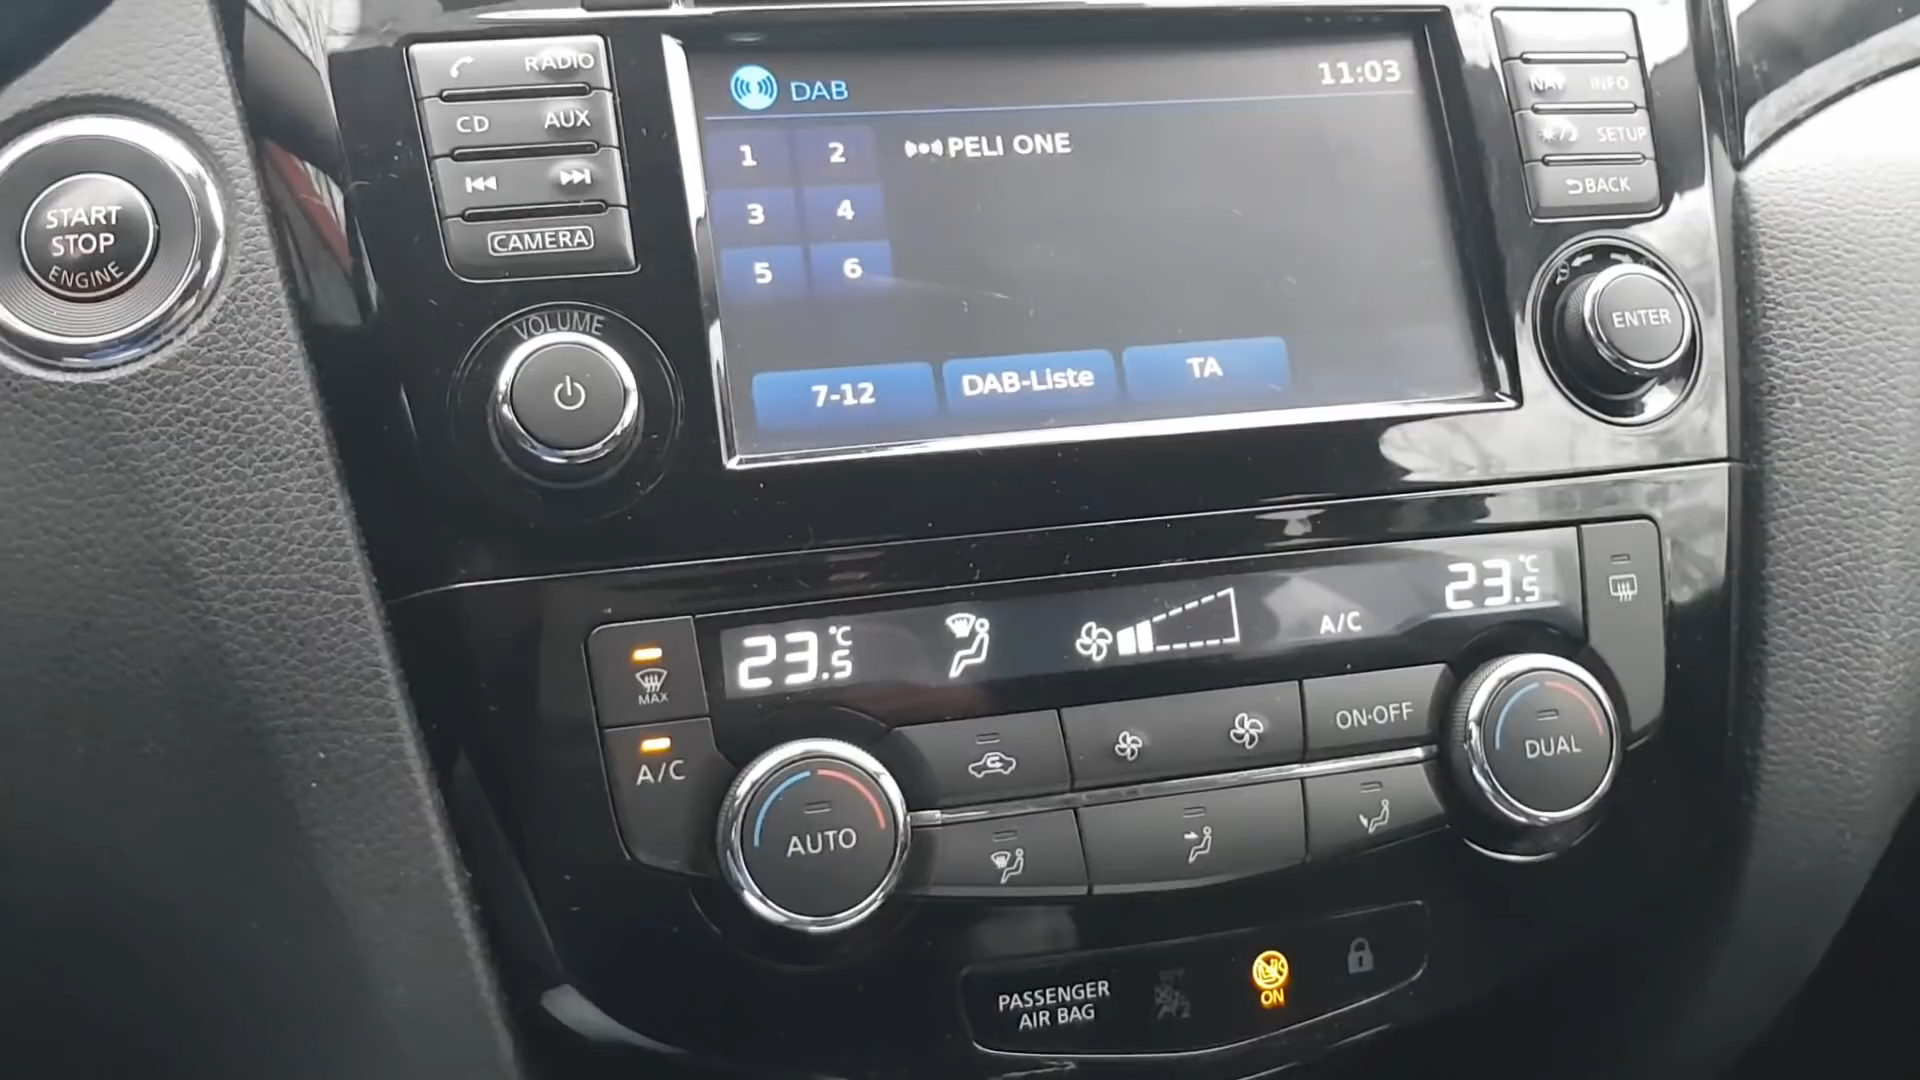 RADIO
CD AUX
CAMERA
VOLUME
START
STOP
ENGINE
DAB
11:03
1 2
3 4
5 6
PELI ONE
7-12
DAB-Liste
TA
NAV INFO
SETUP
BACK
ENTER
23.5 °C
A/C
23.5 °C
MAX
A/C
AUTO
ON·OFF
DUAL
PASSENGER
AIR BAG
ON